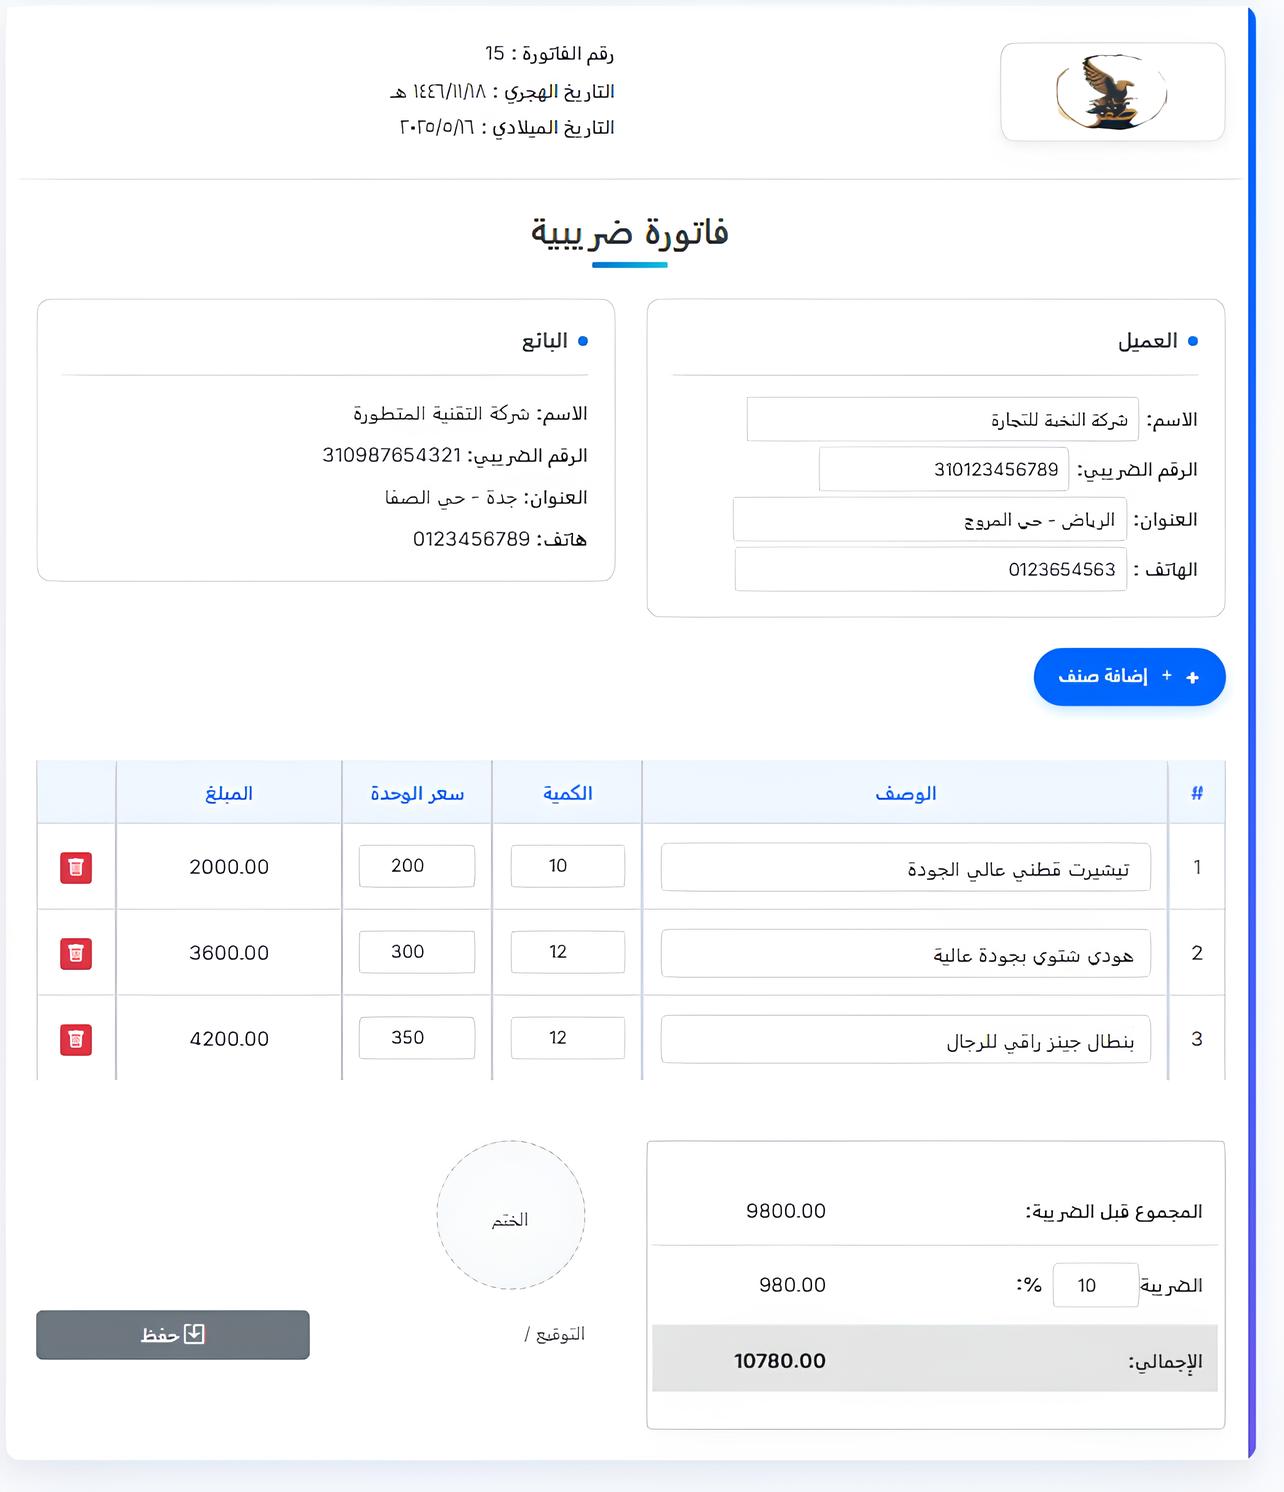 صقر
رقم الفاتورة : 15
التاريخ الهجري : ١٤٤٦/١١/١٨ هـ
التاريخ الميلادي : ٢٠٢٥/٥/١٦
فاتورة ضريبية
العميل
الاسم: شركة النخبة للتجارة
الرقم الضريبي: 310123456789
العنوان: الرياض - حي المروج
الهاتف : 0123654563
البائع
الاسم: شركة التقنية المتطورة
الرقم الضريبي: 310987654321
العنوان: جدة - حي الصفا
هاتف: 0123456789
+ + إضافة صنف
# الوصف الكمية سعر الوحدة المبلغ
1 تيشيرت قطني عالي الجودة 10 200 2000.00
2 هودي شتوي بجودة عالية 12 300 3600.00
3 بنطال جينز راقي للرجال 12 350 4200.00
المجموع قبل الضريبة: 9800.00
الضريبة 10 %: 980.00
الإجمالي: 10780.00
الختم
التوقيع /
حفظ